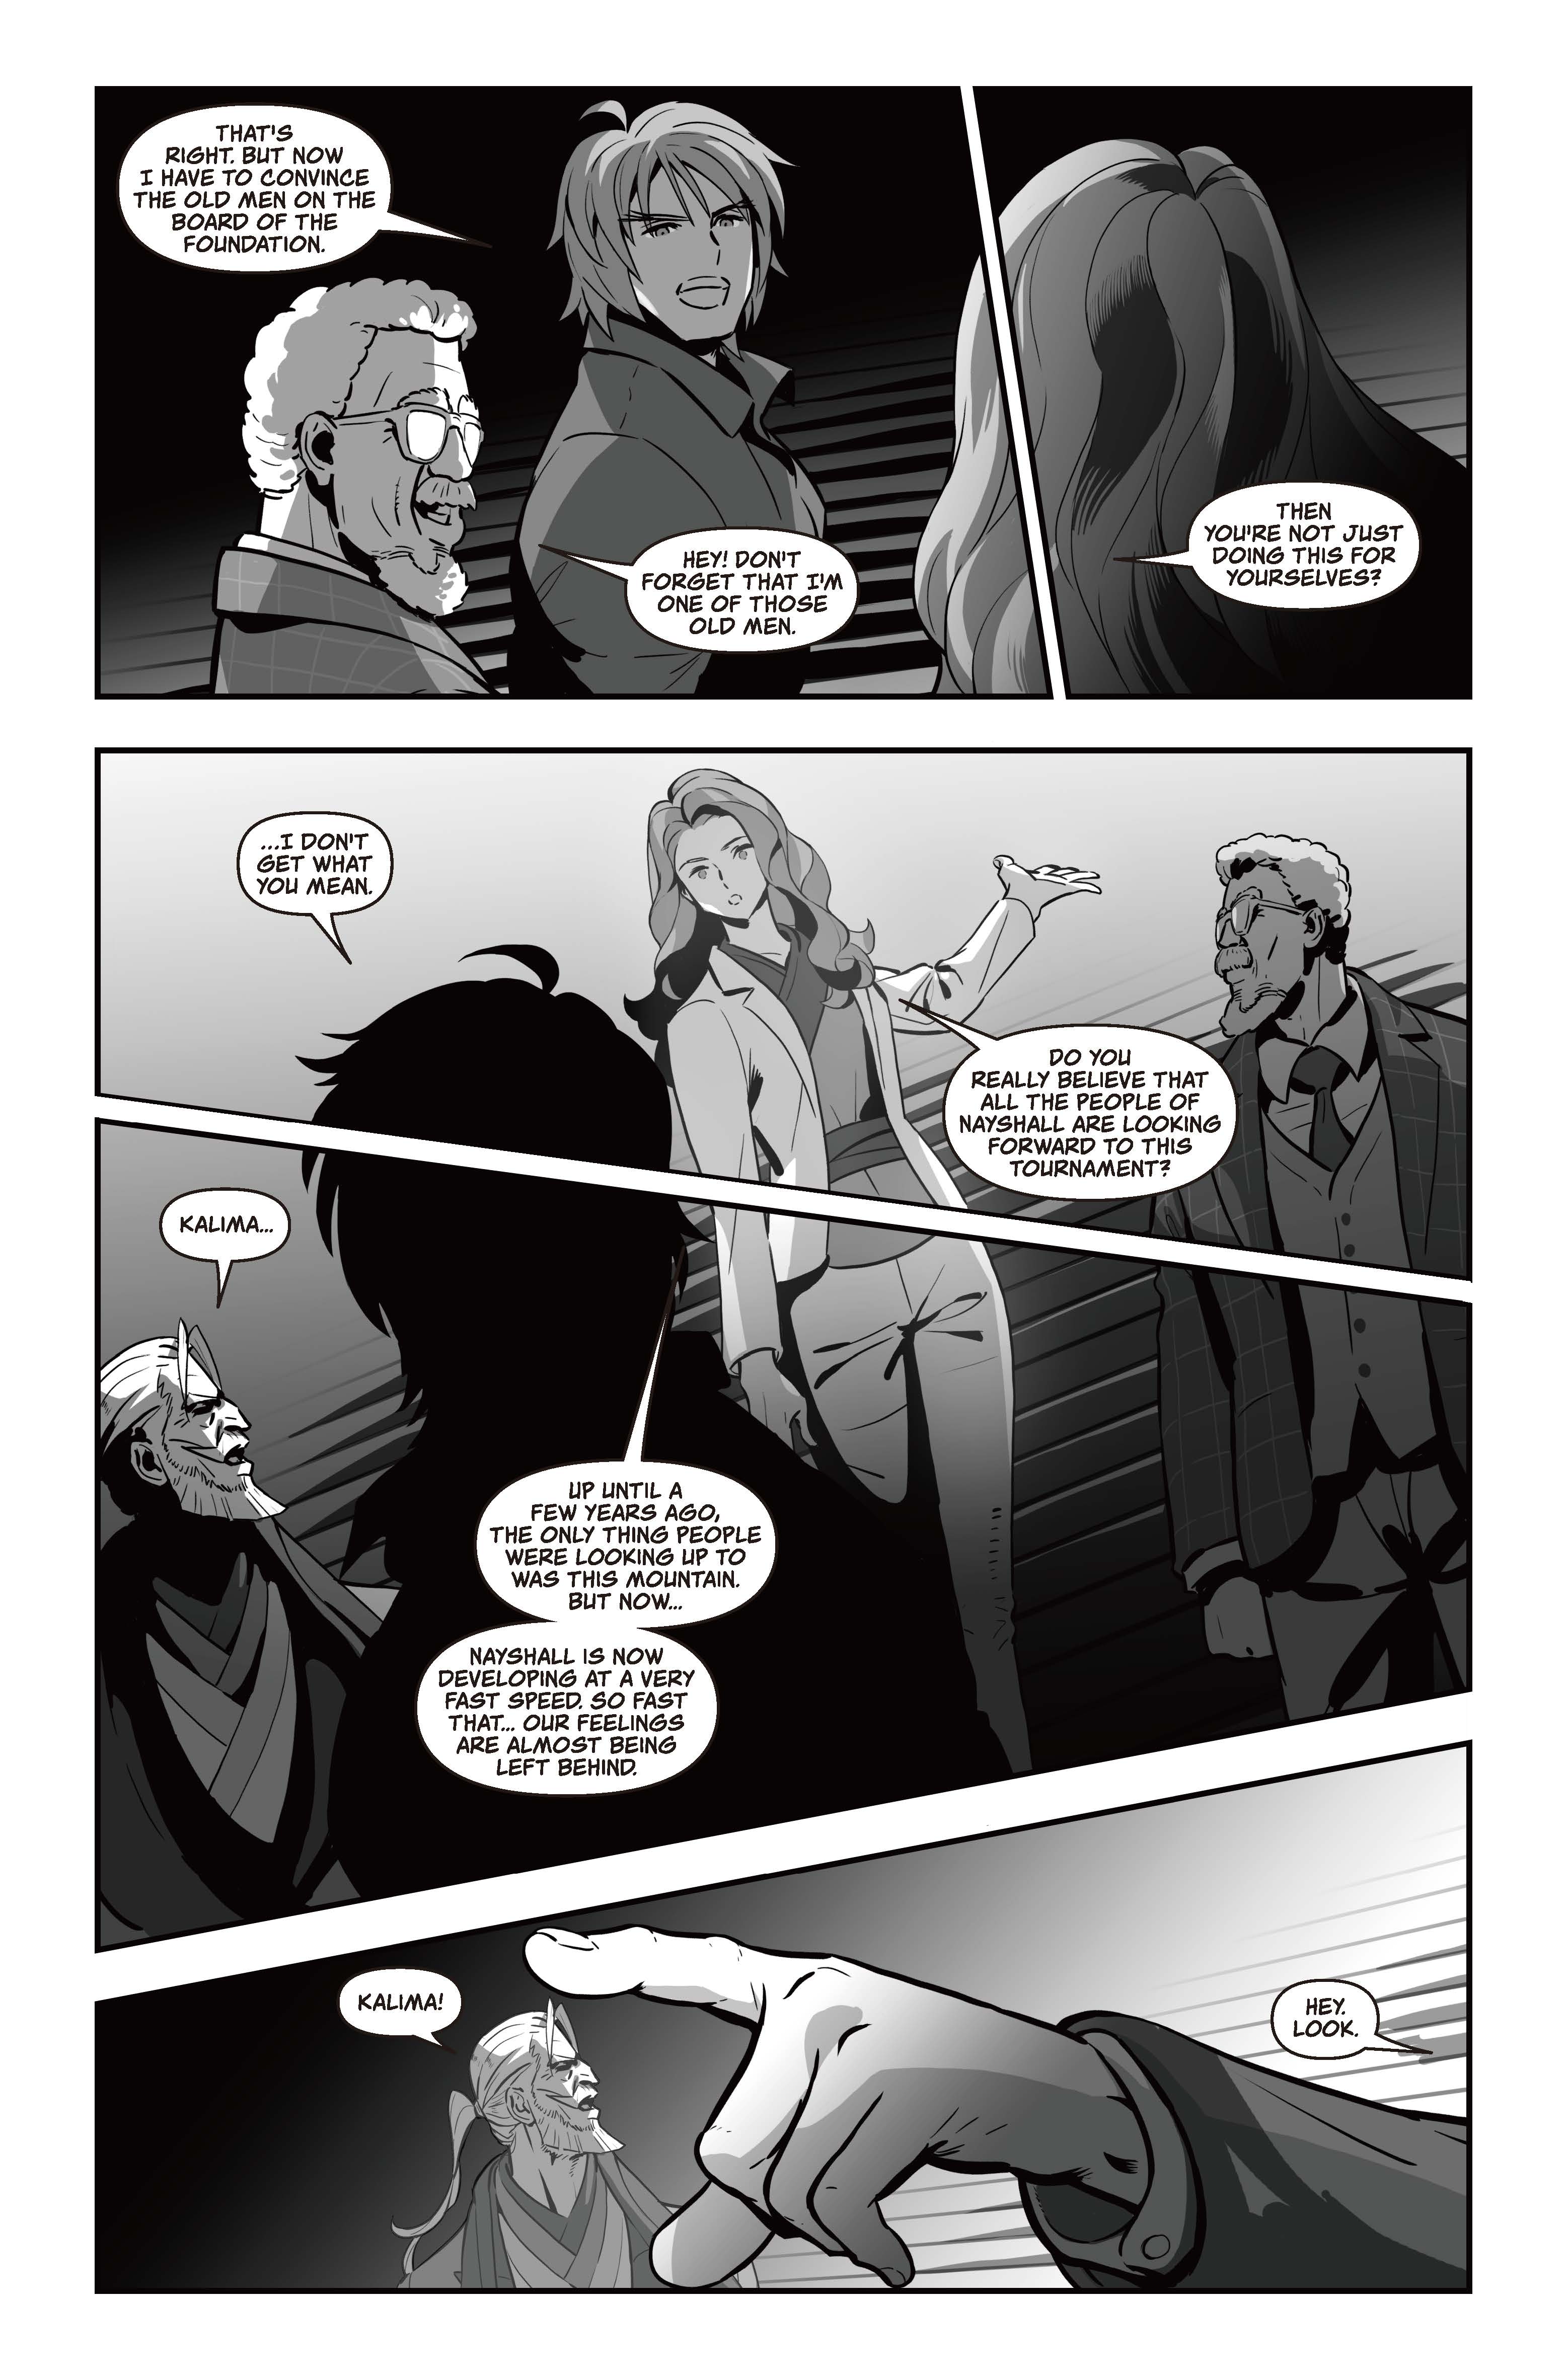 THAT'S
RIGHT. BUT NOW
I HAVE TO CONVINCE
THE OLD MEN ON THE
BOARD OF THE
FOUNDATION.
HEY! DON'T
FORGET THAT I'M
ONE OF THOSE
OLD MEN.
THEN
YOU'RE NOT JUST
DOING THIS FOR
YOURSELVES?
...I DON'T
GET WHAT
YOU MEAN.
DO YOU
REALLY BELIEVE THAT
ALL THE PEOPLE OF
NAYSHALL ARE LOOKING
FORWARD TO THIS
TOURNAMENT?
KALIMA...
UP UNTIL A
FEW YEARS AGO,
THE ONLY THING PEOPLE
WERE LOOKING UP TO
WAS THIS MOUNTAIN.
BUT NOW...
NAYSHALL IS NOW
DEVELOPING AT A VERY
FAST SPEED. SO FAST
THAT... OUR FEELINGS
ARE ALMOST BEING
LEFT BEHIND.
KALIMA!
HEY.
LOOK.